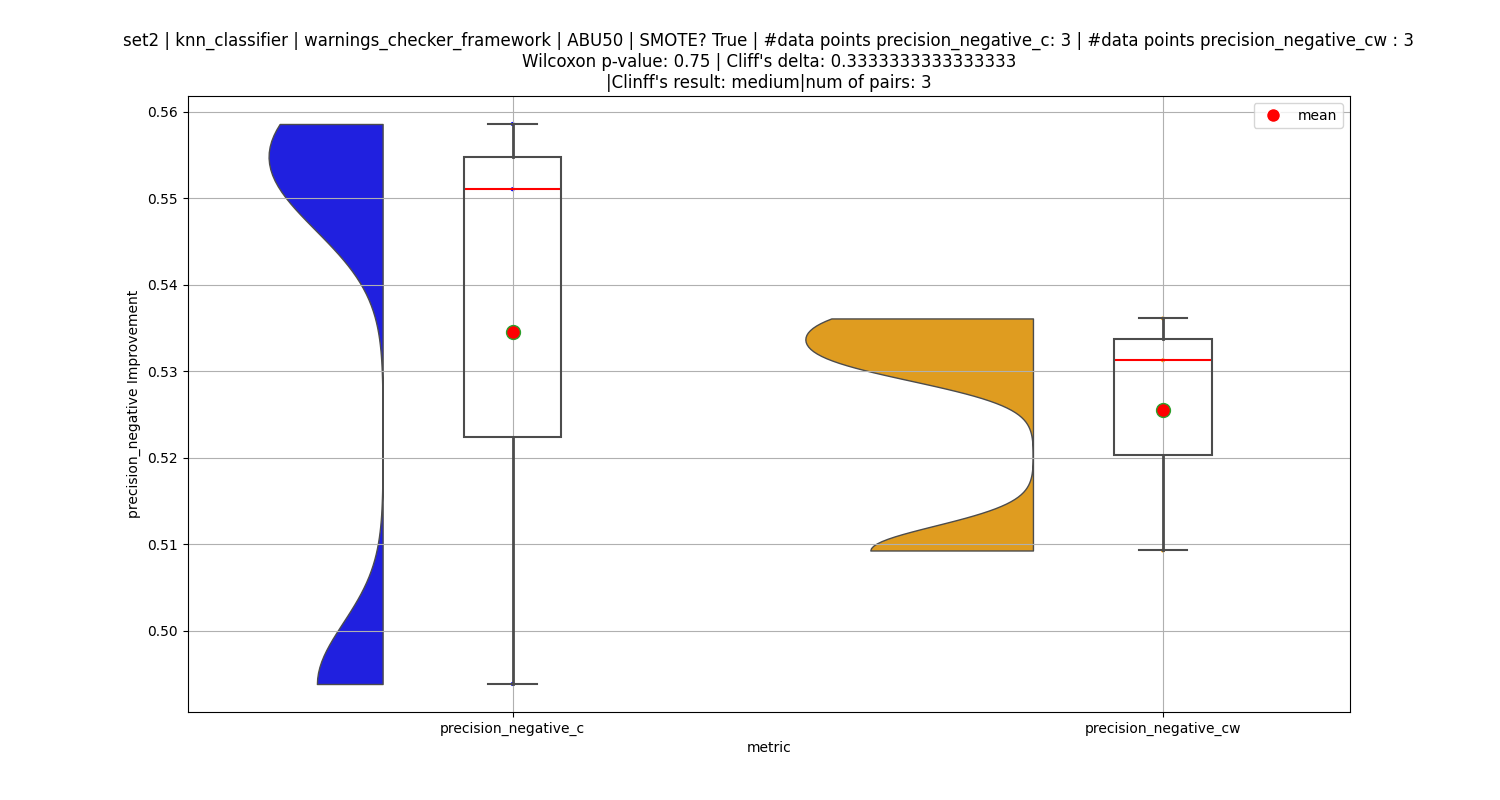 set2 | knn_classifier | warnings_checker_framework | ABU50 | SMOTE? True | #data points precision_negative_c: 3 | #data points precision_negative_cw : 3
Wilcoxon p-value: 0.75 | Cliff's delta: 0.3333333333333333
|Clinff's result: medium|num of pairs: 3
mean
0.56
0.55
0.54
0.53
0.52
0.51
0.50
precision_negative Improvement
precision_negative_c
precision_negative_cw
metric